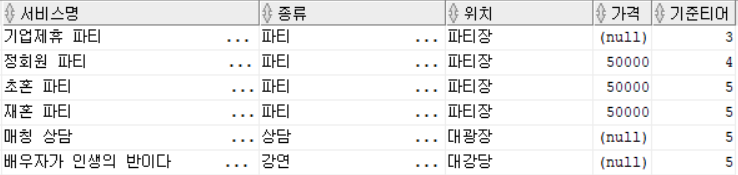 서비스명 종류 위치 가격 기준티어
기업제휴 파티 ... 파티 ... 파티장 (null) 3
정회원 파티 ... 파티 ... 파티장 50000 4
초혼 파티 ... 파티 ... 파티장 50000 5
재혼 파티 ... 파티 ... 파티장 50000 5
매칭 상담 ... 상담 ... 대광장 (null) 5
배우자가 인생의 반이다 ... 강연 ... 대강당 (null) 5